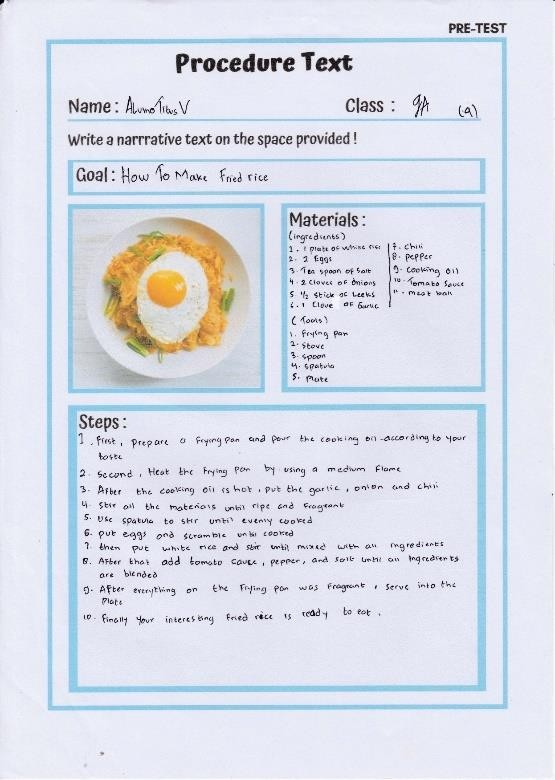 PRE-TEST
Procedure Text
Name : Alvino Titus V
Class : 9A (9)
Write a narrrative text on the space provided !
Goal : How To Make Fried rice
Materials :
(ingredients)
1. 1 plate of white rice
2. 2 Eggs
3. Tea spoon of salt
4. 2 Cloves of onions
5. 1/2 Stick of Leeks
6. 1 Clove of Garlic
7. Chili
8. pepper
9. cooking oil
10. Tomato sauce
11. meat ball
(Tools)
1. Frying pan
2. Stove
3. spoon
4. spatula
5. Plate
Steps :
1. First, prepare a frying pan and pour the cooking oil according to your
taste
2. Second, Heat the frying pan by using a medium flame
3. After the cooking oil is hot, put the garlic, onion and chili
4. Stir all the materials until ripe and fragrant
5. Use spatula to stir until evenly cooked
6. put eggs and scramble until cooked
7. then put white rice and stir until mixed with all ingredients
8. After that add tomato sauce, pepper, and salt until all ingredients
are blended
9. After everything on the Frying pan was fragrant, serve into the
Plate
10. Finally your interesting fried rice is ready to eat.